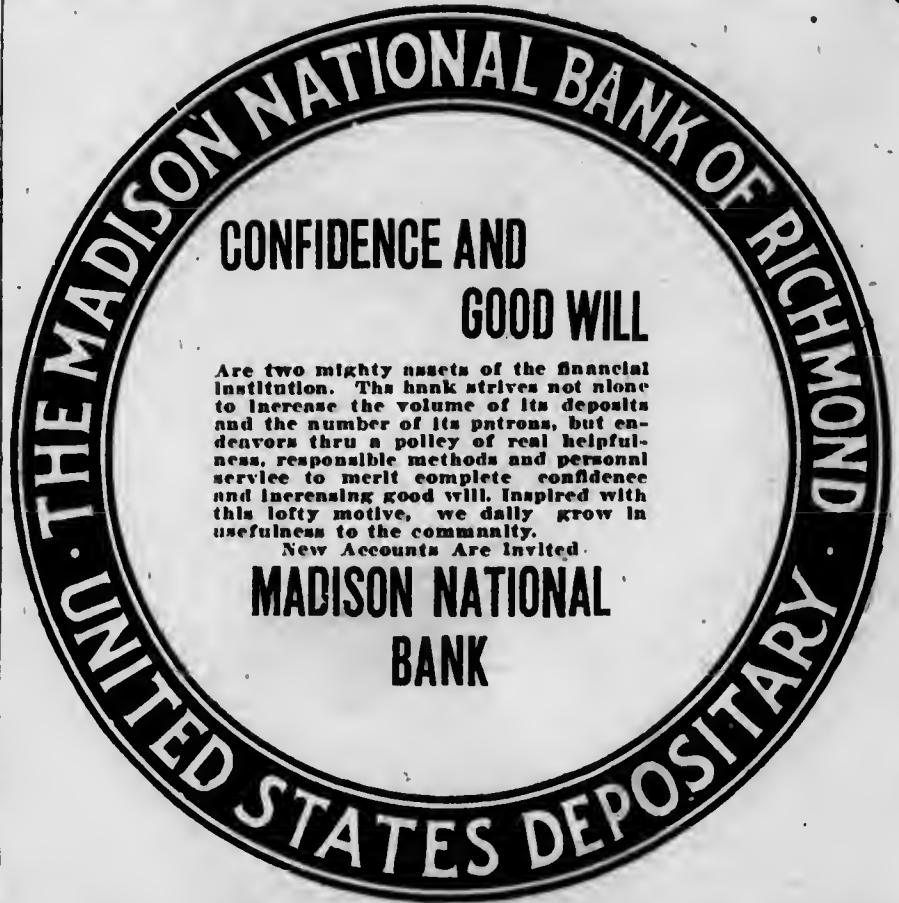 THE MADISON NATIONAL BANK OF RICHMOND
CONFIDENCE AND
GOOD WILL
Are two mighty assets of the financial
institution. The bank strives not alone
to increase the volume of its deposits
and the number of its patrons, but en-
deavors thru a policy of real helpful-
ness, responsible methods and personal
service to merit complete confidence
and increasing good will. Inspired with
this lofty motive, we daily grow in
usefulness to the community.
New Accounts Are Invited
MADISON NATIONAL
BANK
· UNITED STATES DEPOSITARY ·